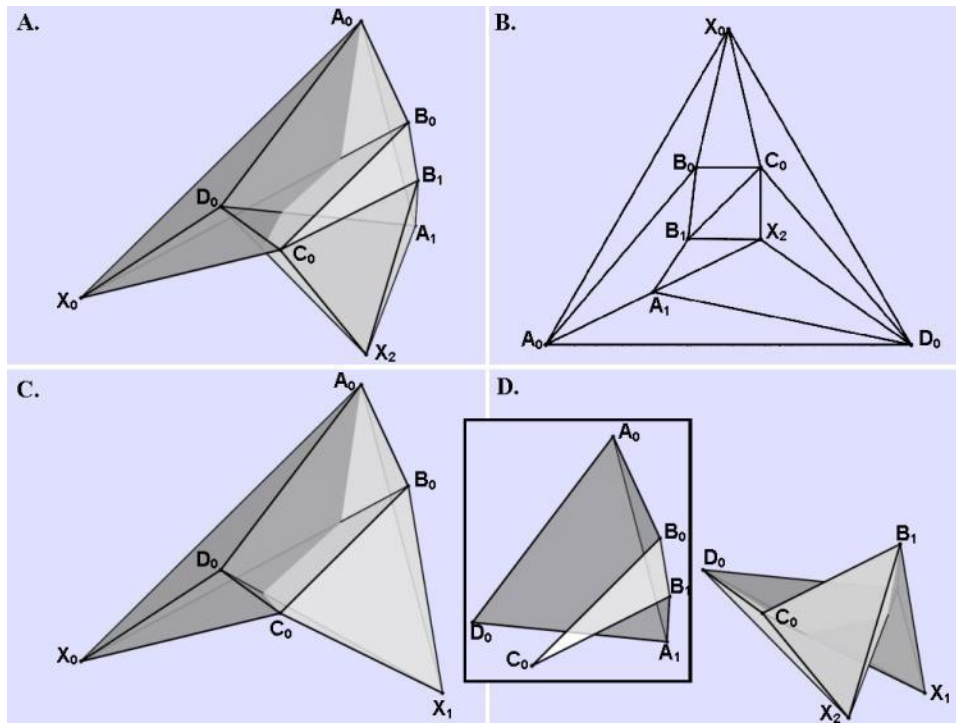 A.
A₀
B₀
B₁
D₀
A₁
C₀
X₀
X₂
B.
X₀
B₀
C₀
B₁
X₂
A₁
A₀
D₀
C.
A₀
B₀
D₀
C₀
X₀
X₁
D.
A₀
B₀
B₁
D₀
C₀
A₁
B₁
D₀
C₀
X₁
X₂